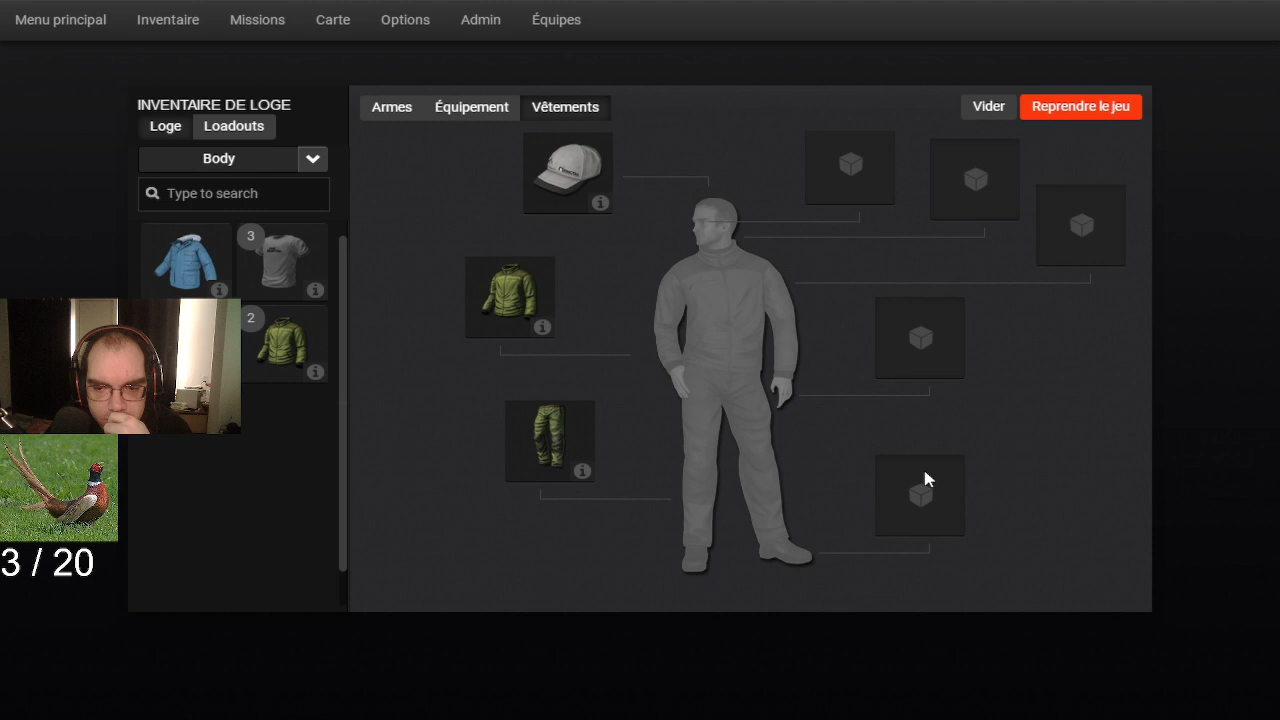 Menu principal
Inventaire
Missions
Carte
Options
Admin
Équipes
INVENTAIRE DE LOGE
Loge
Loadouts
Body
Type to search
3
2
Armes
Équipement
Vêtements
Vider
Reprendre le jeu
3 / 20